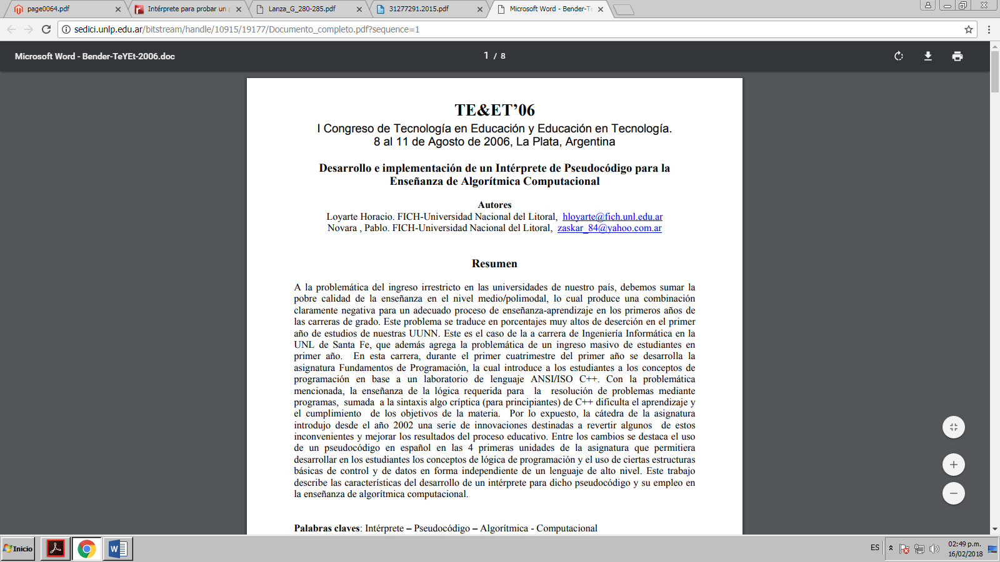 page0064.pdf
Intérprete para probar un
Lanza_G_280-285.pdf
31277291.2015.pdf
Microsoft Word - Bender-Te
sedici.unlp.edu.ar/bitstream/handle/10915/19177/Documento_completo.pdf?sequence=1
Microsoft Word - Bender-TeYEt-2006.doc
1 / 8
TE&ET’06
I Congreso de Tecnología en Educación y Educación en Tecnología.
8 al 11 de Agosto de 2006, La Plata, Argentina
Desarrollo e implementación de un Intérprete de Pseudocódigo para la
Enseñanza de Algorítmica Computacional
Autores
Loyarte Horacio. FICH-Universidad Nacional del Litoral, hloyarte@fich.unl.edu.ar
Novara , Pablo. FICH-Universidad Nacional del Litoral, zaskar_84@yahoo.com.ar
Resumen
A la problemática del ingreso irrestricto en las universidades de nuestro país, debemos sumar la
pobre calidad de la enseñanza en el nivel medio/polimodal, lo cual produce una combinación
claramente negativa para un adecuado proceso de enseñanza-aprendizaje en los primeros años de
las carreras de grado. Este problema se traduce en porcentajes muy altos de deserción en el primer
año de estudios de nuestras UUNN. Este es el caso de la a carrera de Ingeniería Informática en la
UNL de Santa Fe, que además agrega la problemática de un ingreso masivo de estudiantes en
primer año. En esta carrera, durante el primer cuatrimestre del primer año se desarrolla la
asignatura Fundamentos de Programación, la cual introduce a los estudiantes a los conceptos de
programación en base a un laboratorio de lenguaje ANSI/ISO C++. Con la problemática
mencionada, la enseñanza de la lógica requerida para la resolución de problemas mediante
programas, sumada a la sintaxis algo críptica (para principiantes) de C++ dificulta el aprendizaje y
el cumplimiento de los objetivos de la materia. Por lo expuesto, la cátedra de la asignatura
introdujo desde el año 2002 una serie de innovaciones destinadas a revertir algunos de estos
inconvenientes y mejorar los resultados del proceso educativo. Entre los cambios se destaca el uso
de un pseudocódigo en español en las 4 primeras unidades de la asignatura que permitiera
desarrollar en los estudiantes los conceptos de lógica de programación y el uso de ciertas estructuras
básicas de control y de datos en forma independiente de un lenguaje de alto nivel. Este trabajo
describe las características del desarrollo de un intérprete para dicho pseudocódigo y su empleo en
la enseñanza de algorítmica computacional.
Palabras claves: Intérprete – Pseudocódigo – Algorítmica - Computacional
Inicio
ES
02:49 p.m.
16/02/2018